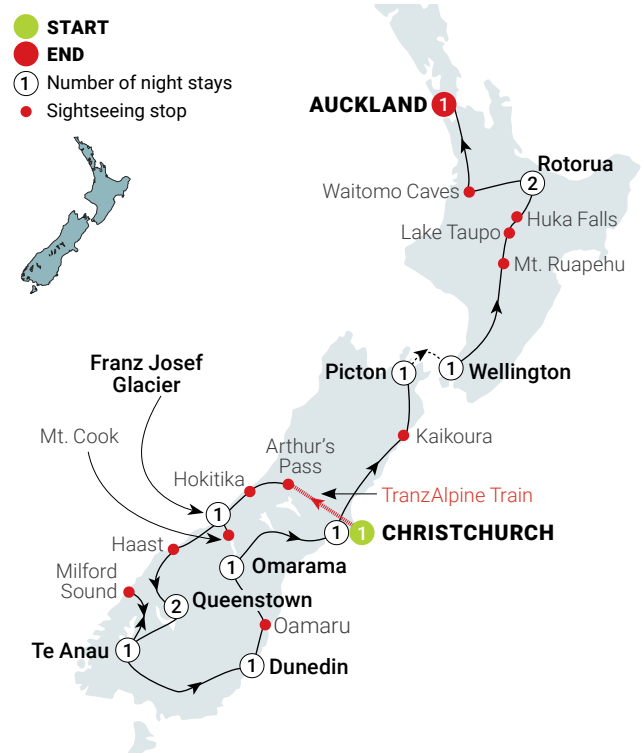 START
END
1 Number of night stays
Sightseeing stop
AUCKLAND 1
Rotorua
2
Waitomo Caves
Huka Falls
Lake Taupo
Mt. Ruapehu
Franz Josef
Glacier
Picton 1
1 Wellington
Mt. Cook
Kaikoura
Arthur's
Pass
Hokitika
TranzAlpine Train
1
1 1 CHRISTCHURCH
Haast
1 Omarama
Milford
Sound
2 Queenstown
Oamaru
Te Anau 1
1 Dunedin